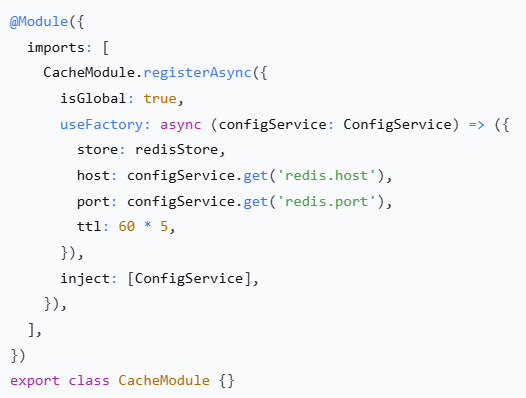 @Module({
  imports: [
    CacheModule.registerAsync({
      isGlobal: true,
      useFactory: async (configService: ConfigService) => ({
        store: redisStore,
        host: configService.get('redis.host'),
        port: configService.get('redis.port'),
        ttl: 60 * 5,
      }),
      inject: [ConfigService],
    }),
  ],
})
export class CacheModule {}